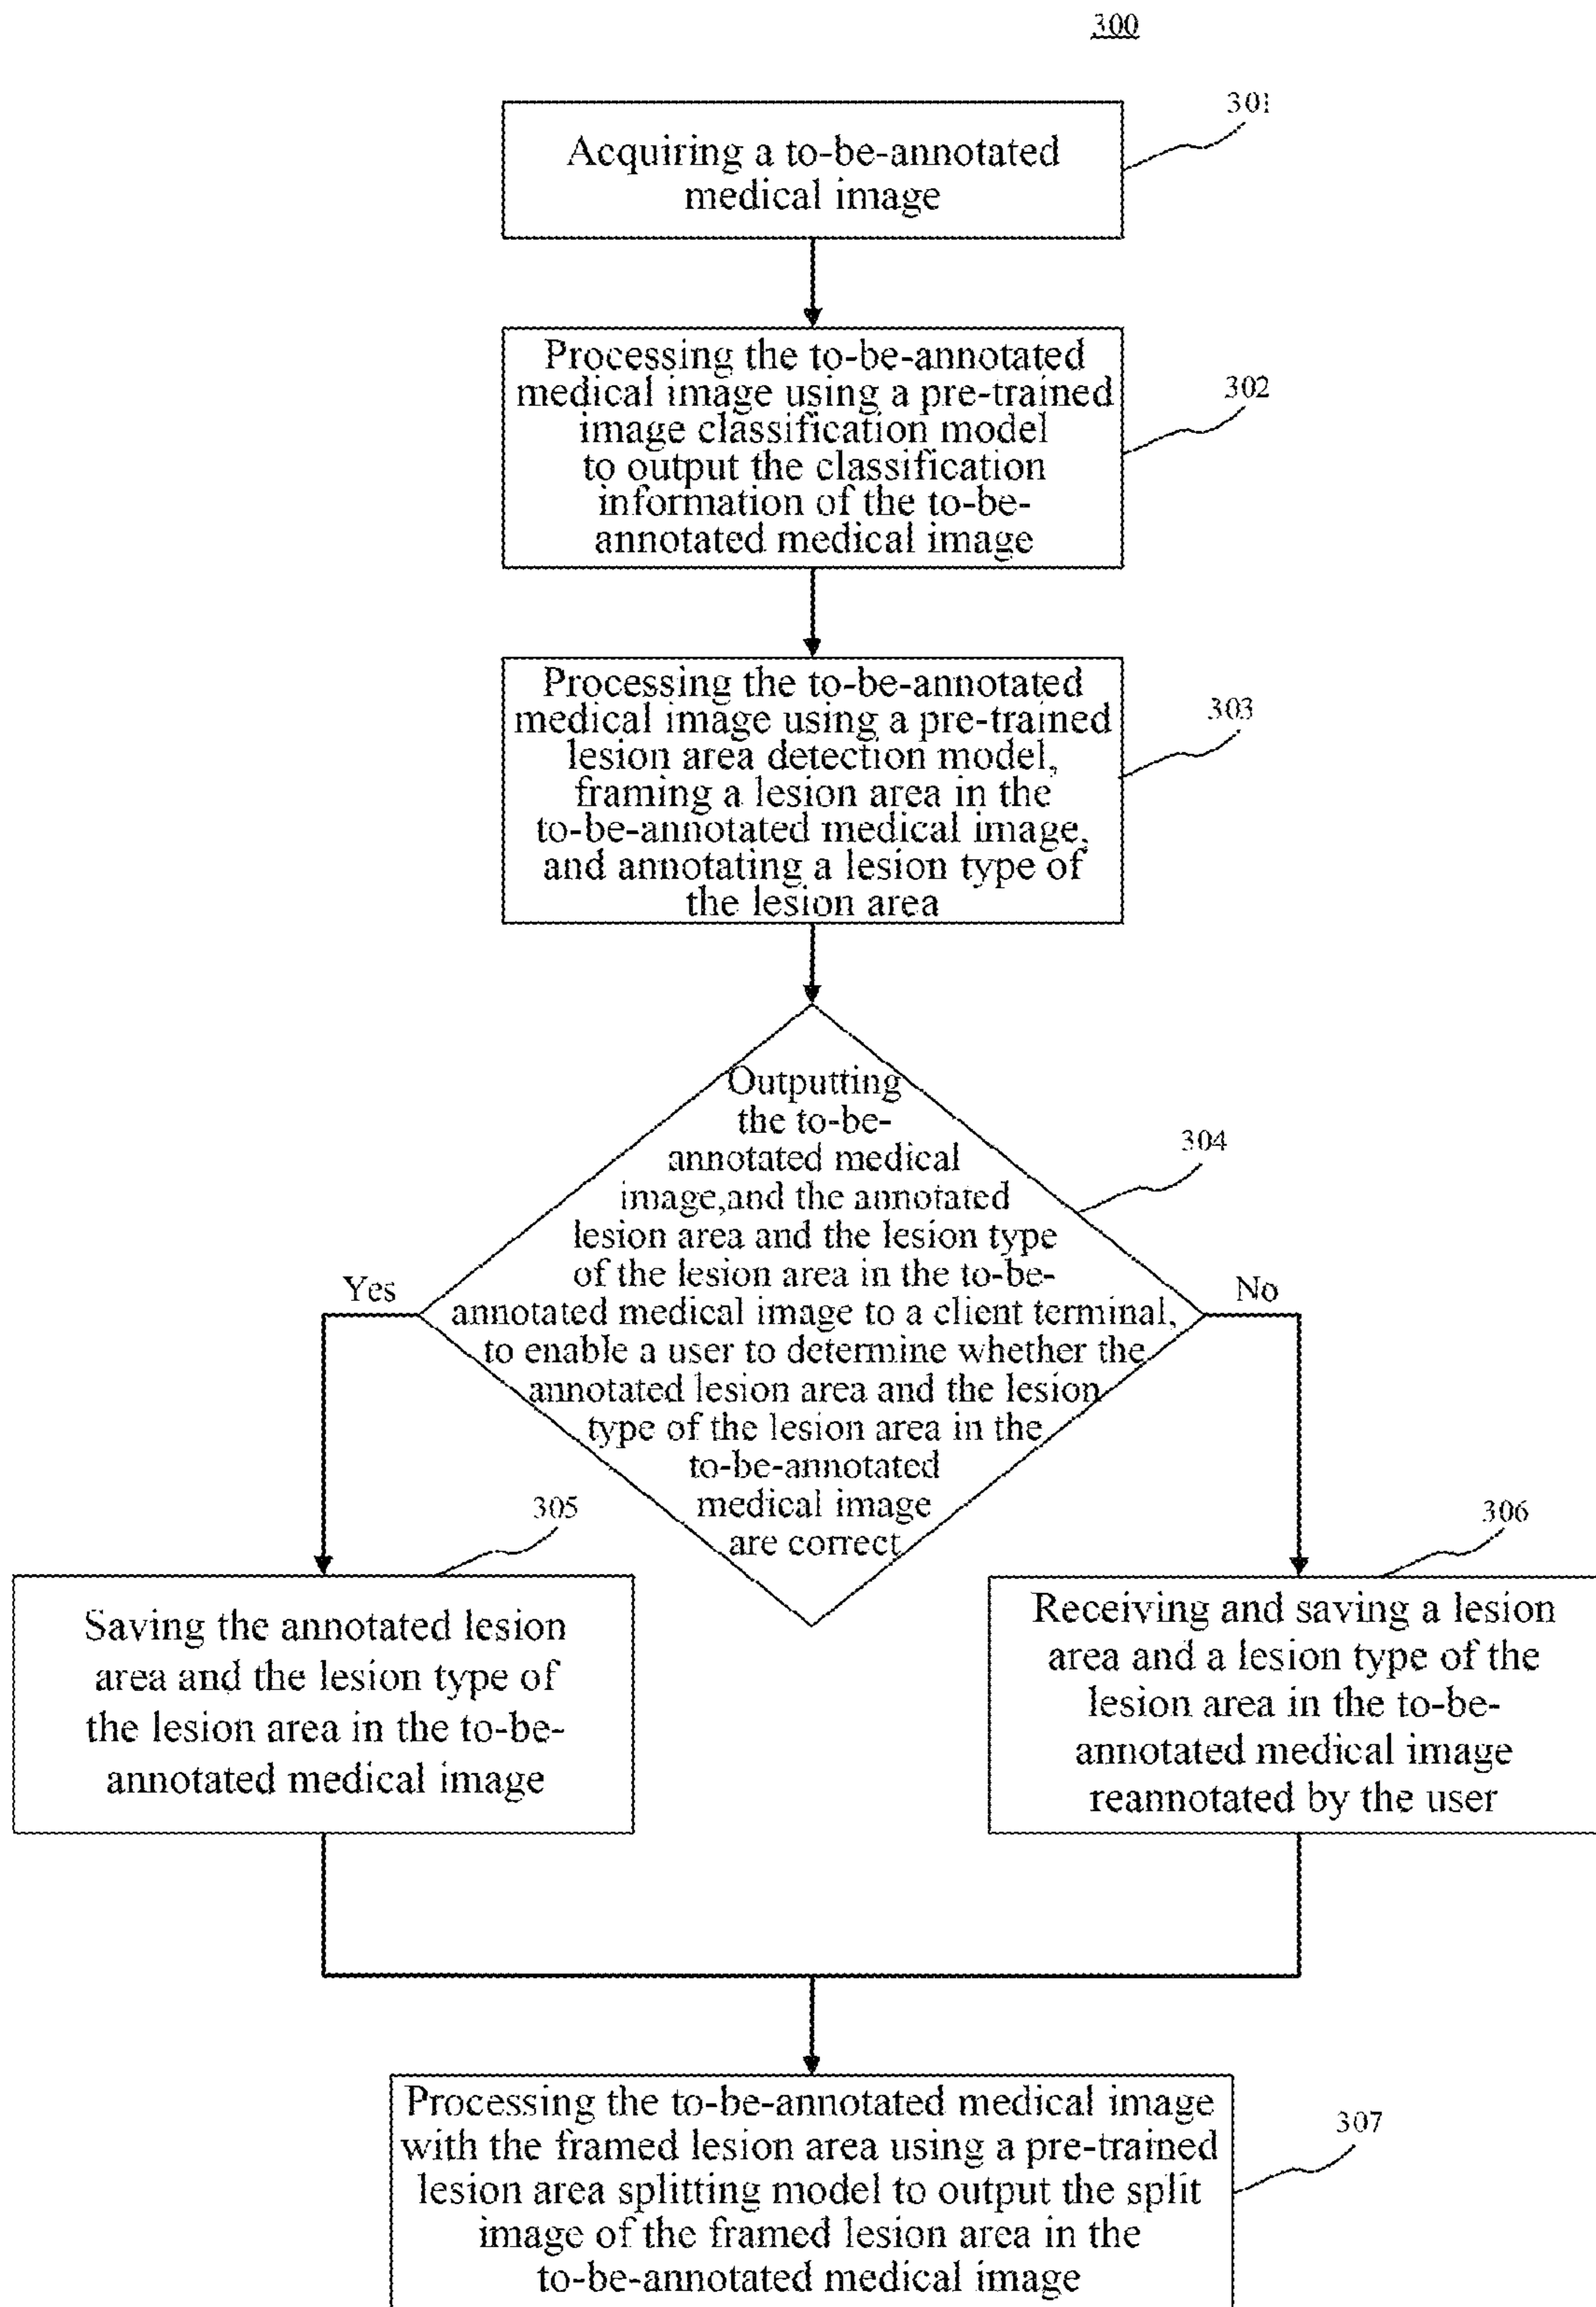 300
301
Acquiring a to-be-annotated
medical image
302
Processing the to-be-annotated
medical image using a pre-trained
image classification model
to output the classification
information of the to-be-
annotated medical image
303
Processing the to-be-annotated
medical image using a pre-trained
lesion area detection model,
framing a lesion area in the
to-be-annotated medical image,
and annotating a lesion type of
the lesion area
304
Outputting
the to-be-
annotated medical
image,and the annotated
lesion area and the lesion type
of the lesion area in the to-be-
annotated medical image to a client terminal,
to enable a user to determine whether the
annotated lesion area and the lesion
type of the lesion area in the
to-be-annotated
medical image
are correct
Yes
No
305
Saving the annotated lesion
area and the lesion type of
the lesion area in the to-be-
annotated medical image
306
Receiving and saving a lesion
area and a lesion type of the
lesion area in the to-be-
annotated medical image
reannotated by the user
307
Processing the to-be-annotated medical image
with the framed lesion area using a pre-trained
lesion area splitting model to output the split
image of the framed lesion area in the
to-be-annotated medical image